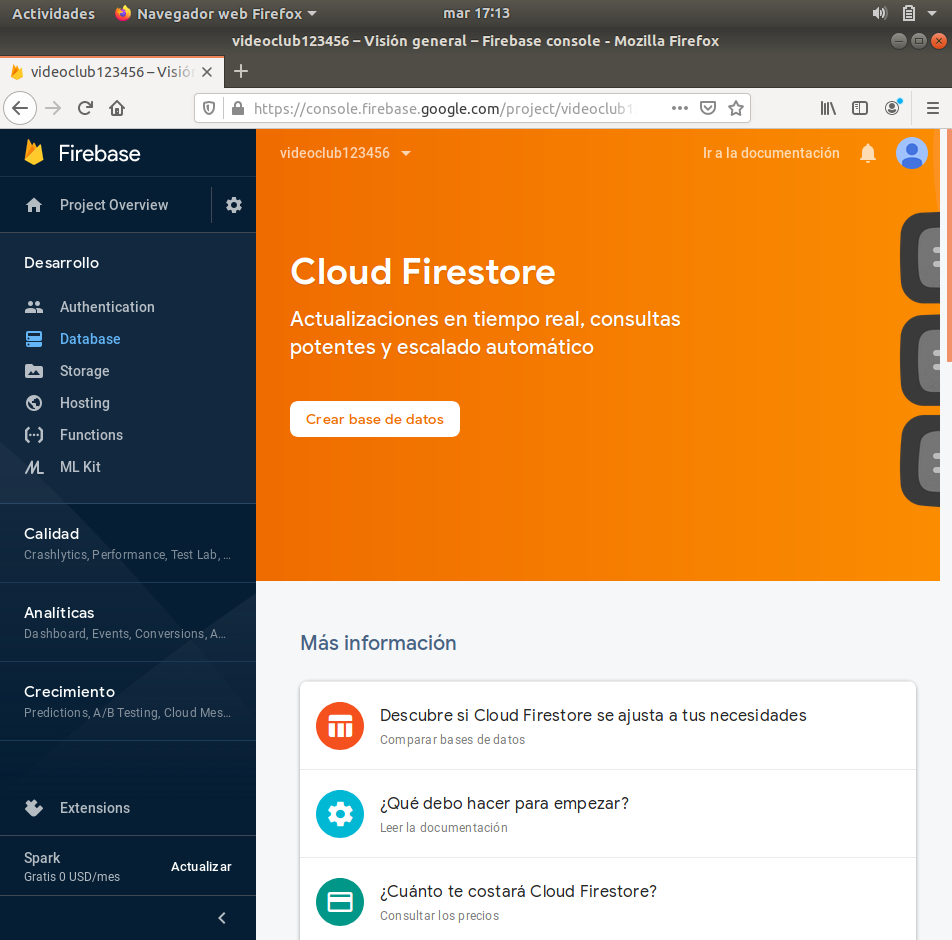 Actividades
Navegador web Firefox
mar 17:13
videoclub123456 – Visión general – Firebase console - Mozilla Firefox
videoclub123456 – Visión
https://console.firebase.google.com/project/videoclub1
Firebase
videoclub123456
Ir a la documentación
Project Overview
Desarrollo
Authentication
Database
Storage
Hosting
Functions
ML Kit
Calidad
Crashlytics, Performance, Test Lab, ...
Analíticas
Dashboard, Events, Conversions, A...
Crecimiento
Predictions, A/B Testing, Cloud Mes...
Extensions
Spark
Gratis 0 USD/mes
Actualizar
Cloud Firestore
Actualizaciones en tiempo real, consultas
potentes y escalado automático
Crear base de datos
Más información
Descubre si Cloud Firestore se ajusta a tus necesidades
Comparar bases de datos
¿Qué debo hacer para empezar?
Leer la documentación
¿Cuánto te costará Cloud Firestore?
Consultar los precios